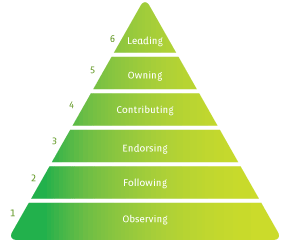 6 Leading
5 Owning
4 Contributing
3 Endorsing
2 Following
1 Observing